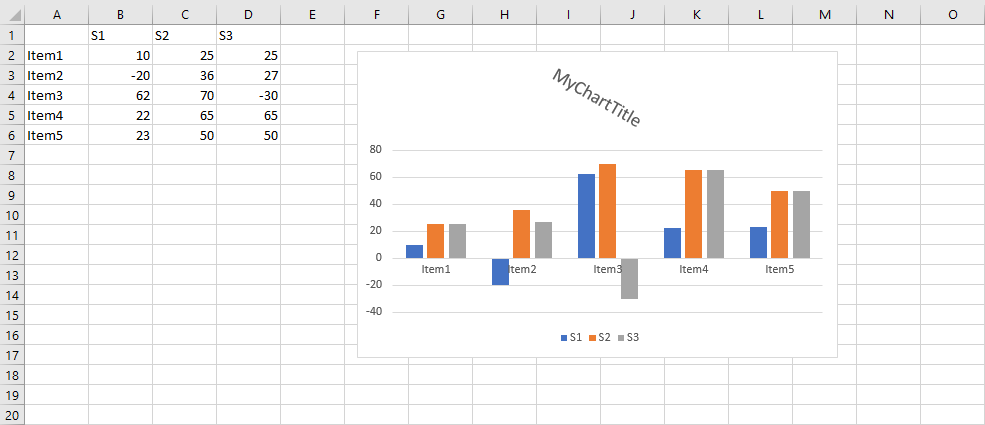 A B C D E F G H I J K L M N O
1 S1 S2 S3
2 Item1 10 25 25
3 Item2 -20 36 27
4 Item3 62 70 -30
5 Item4 22 65 65
6 Item5 23 50 50
7
8
9
10
11
12
13
14
15
16
17
18
19
20
MyChartTitle
80
60
40
20
0
Item1 Item2 Item3 Item4 Item5
-20
-40
S1 S2 S3